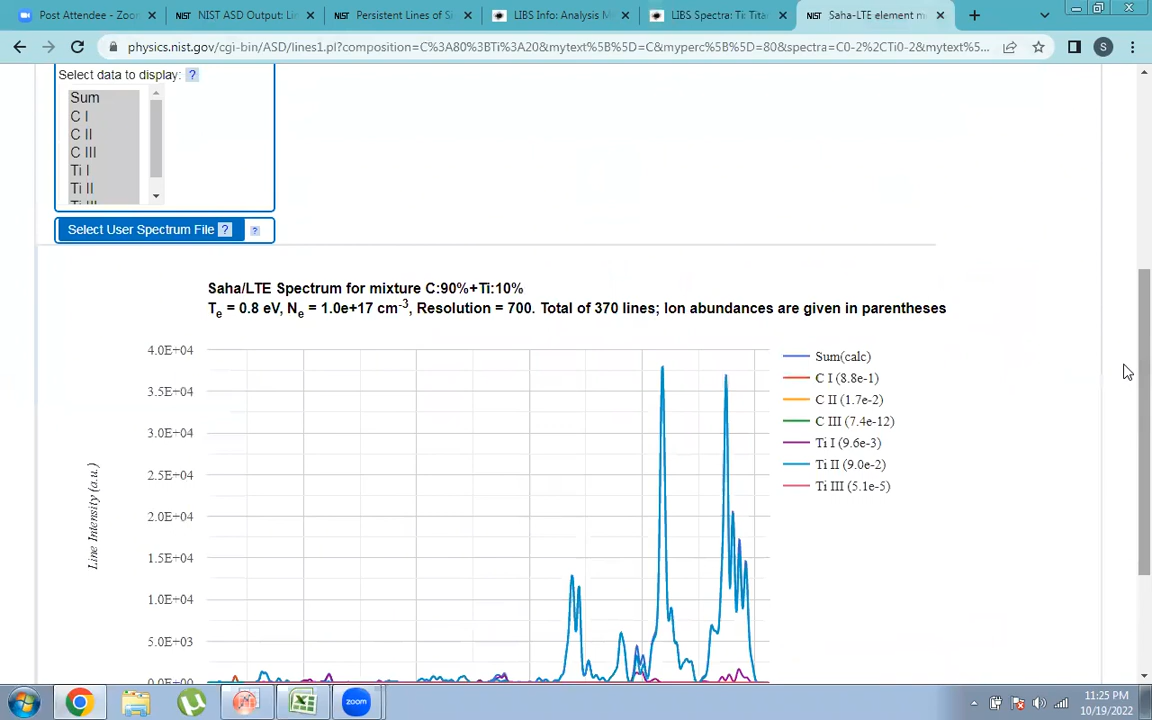 Post Attendee - Zoom
NIST NIST ASD Output: Li
NIST Persistent Lines of S
LIBS Info: Analysis M
LIBS Spectra: Ti: Tita
NIST Saha-LTE element m
physics.nist.gov/cgi-bin/ASD/lines1.pl?composition=C%3A80%3BTi%3A20&mytext%5B%5D=C&myperc%5B%5D=80&spectra=C0-2%2CTi0-2&mytext%5...
S
Select data to display: ?
Sum
C I
C II
C III
Ti I
Ti II
Select User Spectrum File ? ?
Saha/LTE Spectrum for mixture C:90%+Ti:10%
Te = 0.8 eV, Ne = 1.0e+17 cm-3, Resolution = 700. Total of 370 lines; Ion abundances are given in parentheses
4.0E+04
3.5E+04
3.0E+04
2.5E+04
2.0E+04
1.5E+04
1.0E+04
5.0E+03
0.0E+00
Line Intensity (a.u.)
Sum(calc)
C I (8.8e-1)
C II (1.7e-2)
C III (7.4e-12)
Ti I (9.6e-3)
Ti II (9.0e-2)
Ti III (5.1e-5)
zoom
11:25 PM
10/19/2022